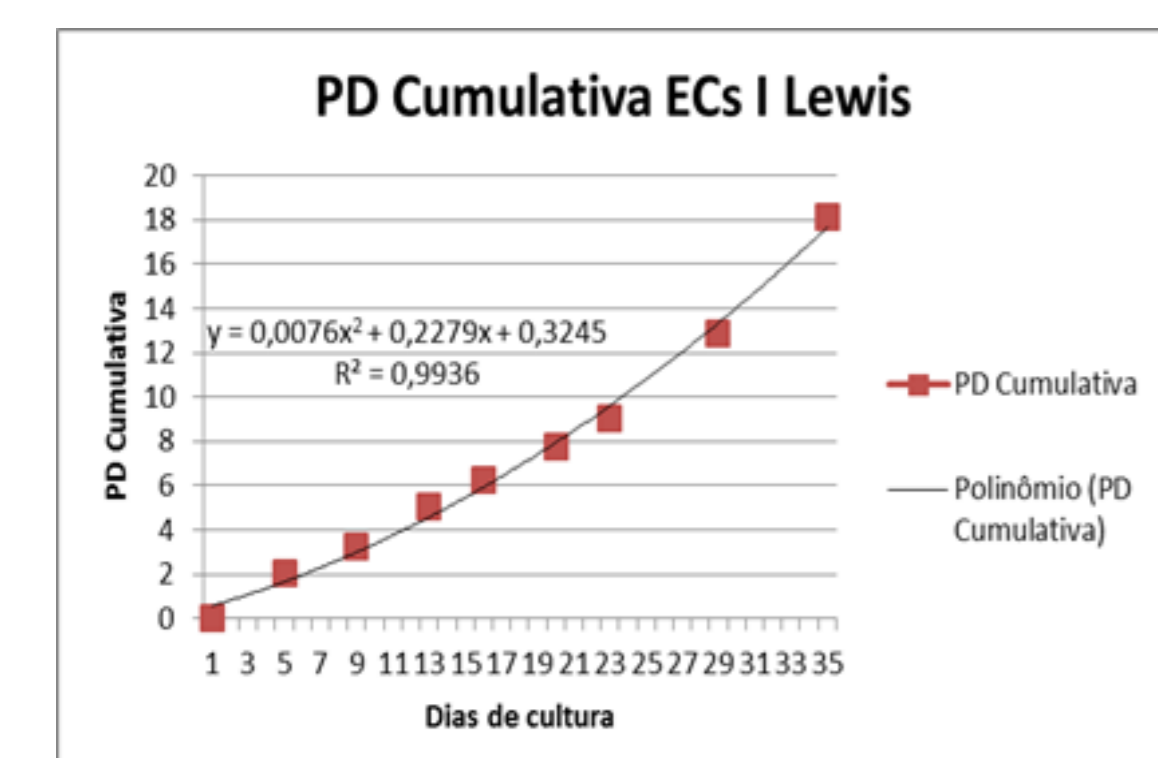 PD Cumulativa ECs I Lewis
20
18
16
14
12
10
8
6
4
2
0
PD Cumulativa
y = 0,0076x² + 0,2279x + 0,3245
R² = 0,9936
1 3 5 7 9 11 13 15 17 19 21 23 25 27 29 31 33 35
Dias de cultura
PD Cumulativa
Polinômio (PD
Cumulativa)